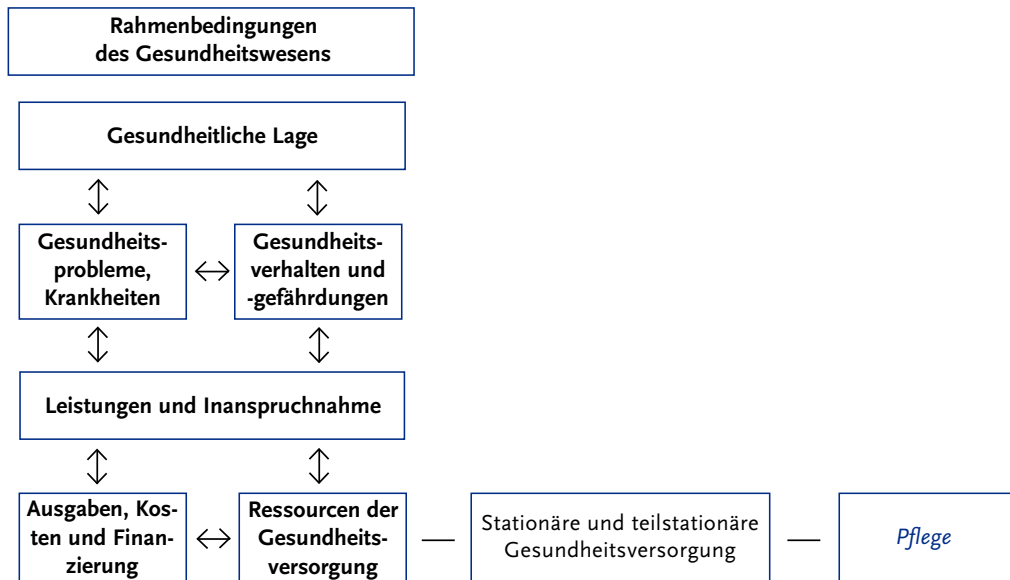 Rahmenbedingungen
des Gesundheitswesens
Gesundheitliche Lage
Gesundheits-
probleme,
Krankheiten
Gesundheits-
verhalten und
-gefährdungen
Leistungen und Inanspruchnahme
Ausgaben, Kos-
ten und Finan-
zierung
Ressourcen der
Gesundheits-
versorgung
Stationäre und teilstationäre
Gesundheitsversorgung
Pflege